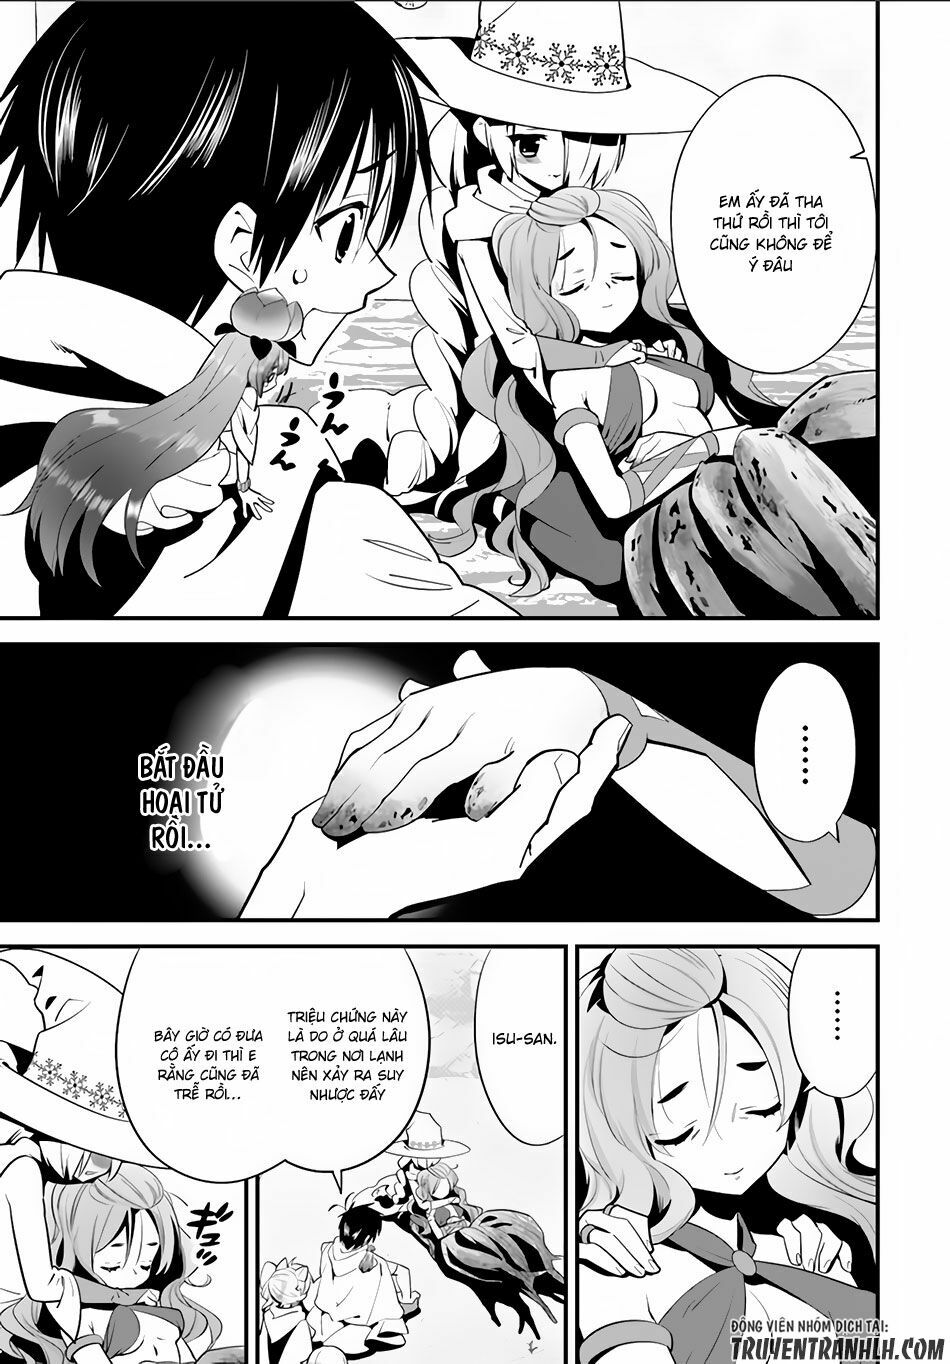 EM ẤY ĐÃ THA
THỨ RỒI THÌ TÔI
CŨNG KHÔNG ĐỂ
Ý ĐÂU
うん
うん
........
BẮT ĐẦU
HOẠI TỬ
RỒI...
........
ISU-SAN.
TRIỆU CHỨNG NÀY
LÀ DO Ở QUÁ LÂU
TRONG NƠI LẠNH
NÊN XẢY RA SUY
NHƯỢC ĐẤY
BÂY GIỜ CÓ ĐƯA
CÔ ẤY ĐI THÌ E
RẰNG CŨNG ĐÃ
TRỄ RỒI...
ギュ
ĐỘNG VIÊN NHÓM DỊCH TẠI:
TRUYENTRANHLH.COM